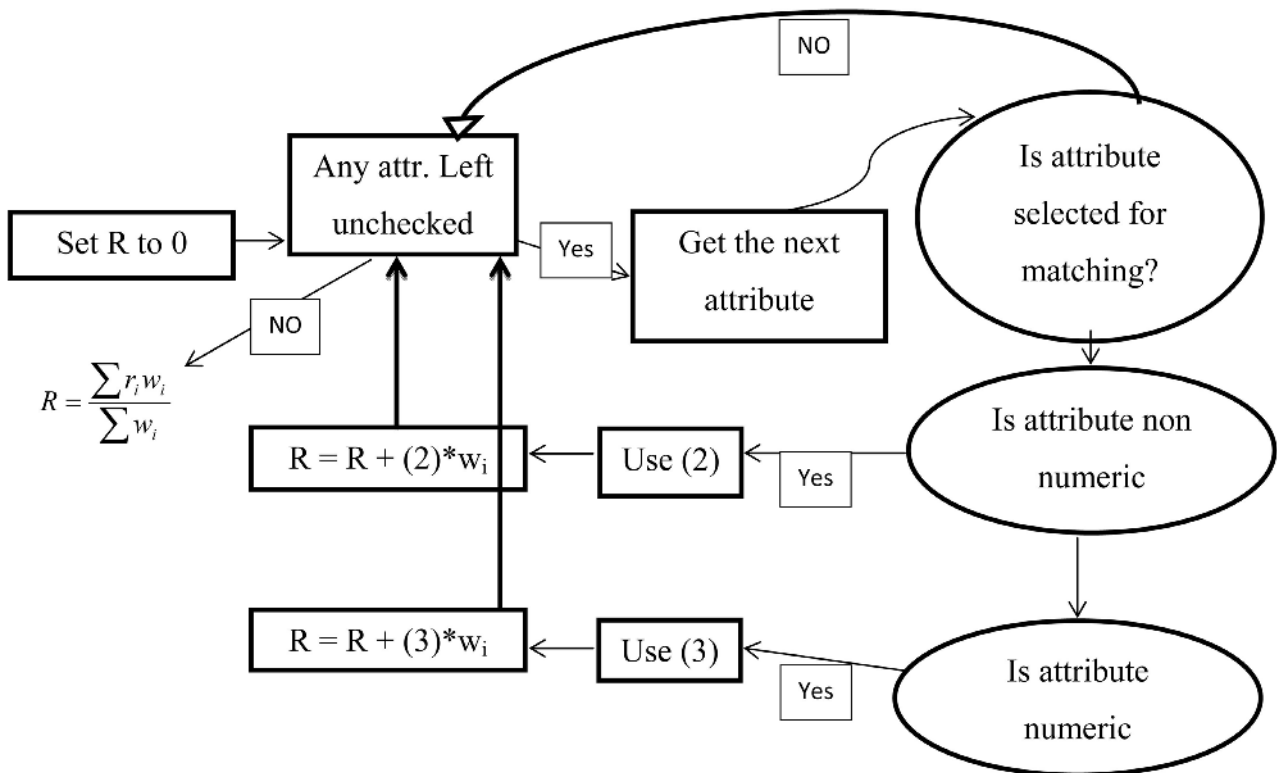 NO
Any attr. Left
unchecked
Is attribute
selected for
matching?
Set R to 0
Yes
Get the next
attribute
NO
R = ∑ r_i w_i / ∑ w_i
R = R + (2)*w_i
Use (2)
Yes
Is attribute non
numeric
R = R + (3)*w_i
Use (3)
Yes
Is attribute
numeric